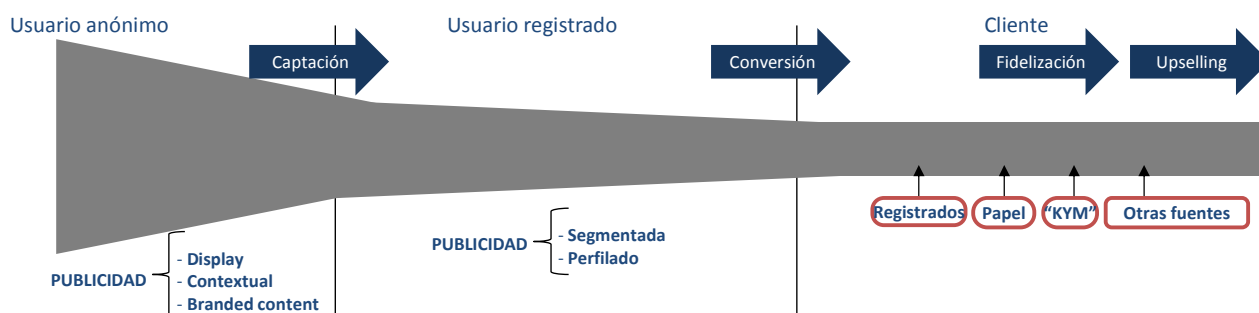 Usuario anónimo
Usuario registrado
Cliente
Captación
Conversión
Fidelización
Upselling
Registrados
Papel
“KYM”
Otras fuentes
PUBLICIDAD
- Segmentada
- Perfilado
PUBLICIDAD
- Display
- Contextual
- Branded content